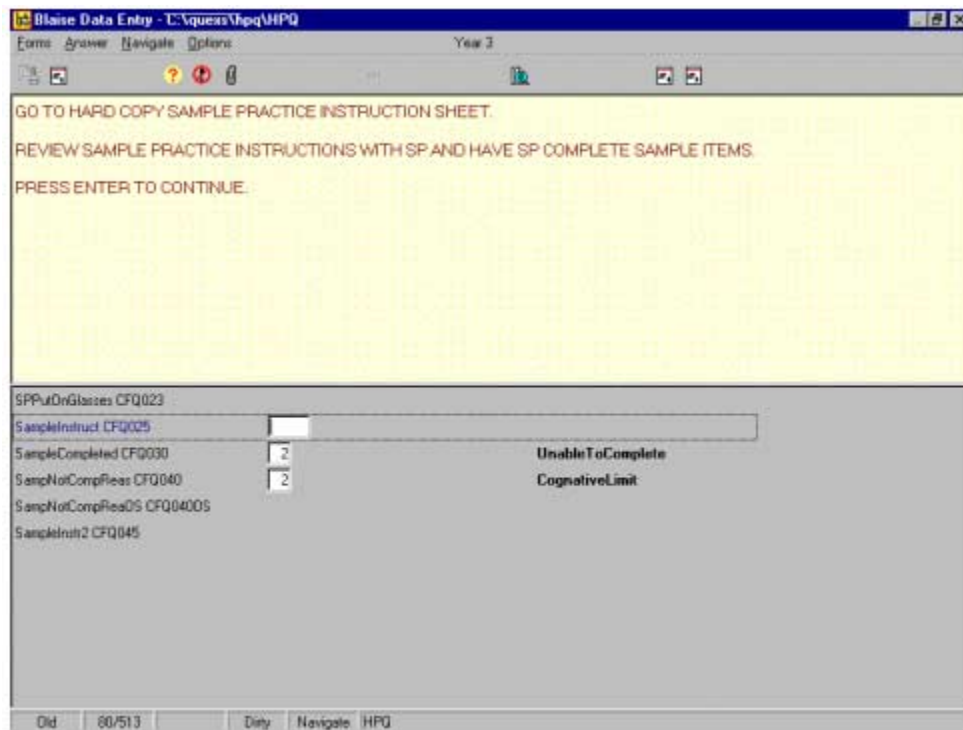 Blaise Data Entry - C:\quexs\hpq\HPQ
Forms Answer Navigate Options Year 3
GO TO HARD COPY SAMPLE PRACTICE INSTRUCTION SHEET.
REVIEW SAMPLE PRACTICE INSTRUCTIONS WITH SP AND HAVE SP COMPLETE SAMPLE ITEMS.
PRESS ENTER TO CONTINUE.
SPPutOnGlasses CFQ023
SampleInstruct CFQ025
SampleCompleted CFQ030 2 UnableToComplete
SampNotCompReas CFQ040 2 CognativeLimit
SampNotCompReaOS CFQ040OS
SampleInstr2 CFQ045
Old 80/513 Dirty Navigate HPQ